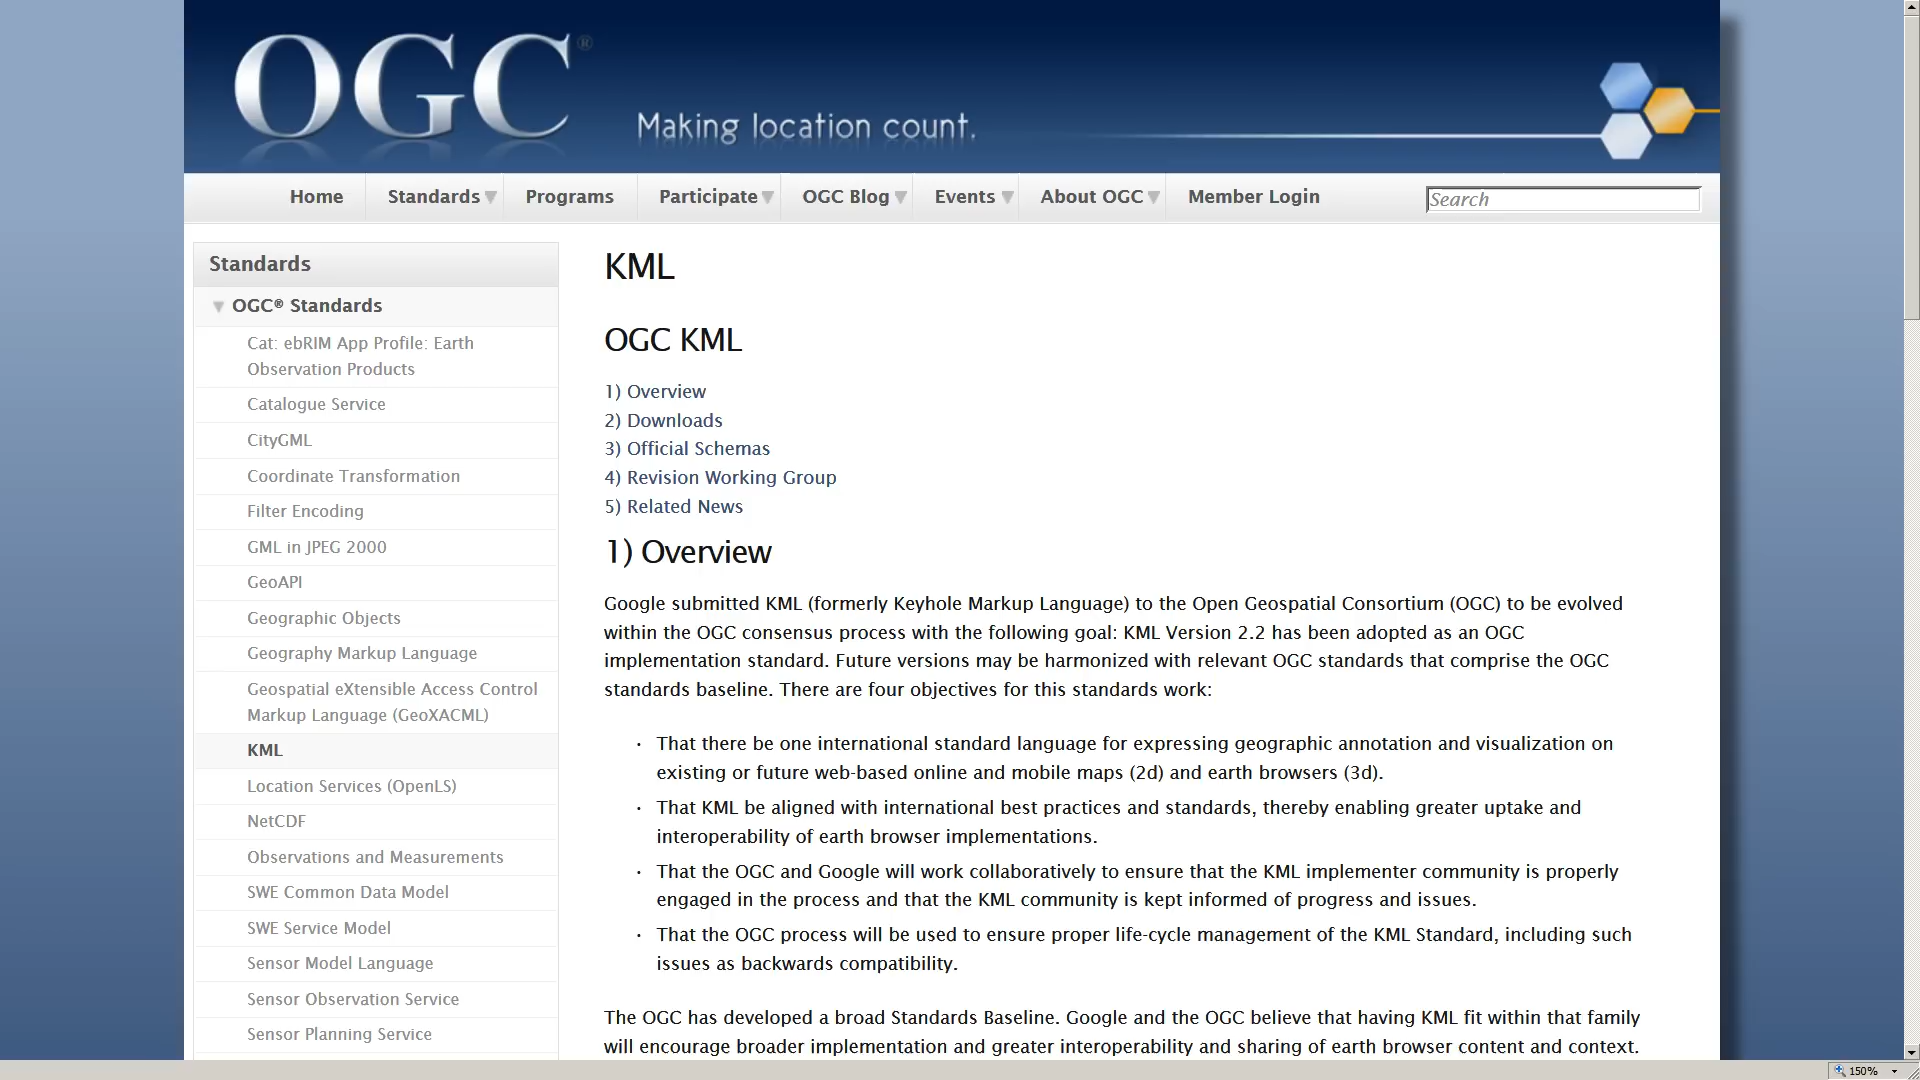 OGC®
Making location count.
Home Standards Programs Participate OGC Blog Events About OGC Member Login Search
Standards
OGC® Standards
Cat: ebRIM App Profile: Earth
Observation Products
Catalogue Service
CityGML
Coordinate Transformation
Filter Encoding
GML in JPEG 2000
GeoAPI
Geographic Objects
Geography Markup Language
Geospatial eXtensible Access Control
Markup Language (GeoXACML)
KML
Location Services (OpenLS)
NetCDF
Observations and Measurements
SWE Common Data Model
SWE Service Model
Sensor Model Language
Sensor Observation Service
Sensor Planning Service
KML
OGC KML
1) Overview
2) Downloads
3) Official Schemas
4) Revision Working Group
5) Related News
1) Overview
Google submitted KML (formerly Keyhole Markup Language) to the Open Geospatial Consortium (OGC) to be evolved
within the OGC consensus process with the following goal: KML Version 2.2 has been adopted as an OGC
implementation standard. Future versions may be harmonized with relevant OGC standards that comprise the OGC
standards baseline. There are four objectives for this standards work:
· That there be one international standard language for expressing geographic annotation and visualization on
existing or future web-based online and mobile maps (2d) and earth browsers (3d).
· That KML be aligned with international best practices and standards, thereby enabling greater uptake and
interoperability of earth browser implementations.
· That the OGC and Google will work collaboratively to ensure that the KML implementer community is properly
engaged in the process and that the KML community is kept informed of progress and issues.
· That the OGC process will be used to ensure proper life-cycle management of the KML Standard, including such
issues as backwards compatibility.
The OGC has developed a broad Standards Baseline. Google and the OGC believe that having KML fit within that family
will encourage broader implementation and greater interoperability and sharing of earth browser content and context.
150%